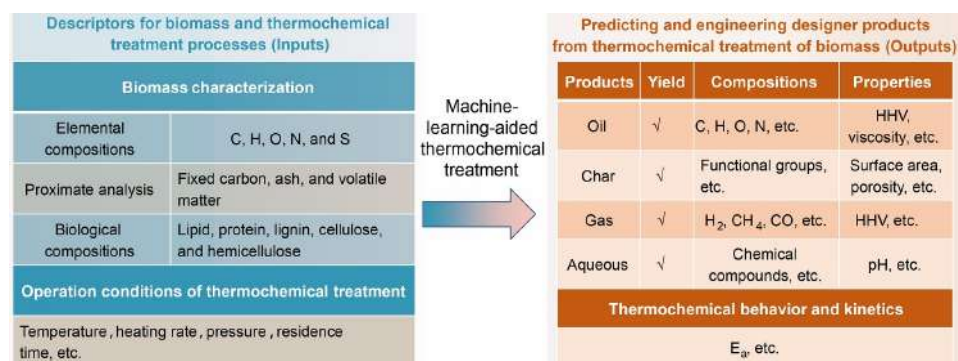 Descriptors for biomass and thermochemical
treatment processes (Inputs)
Biomass characterization
Elemental
compositions
C, H, O, N, and S
Proximate analysis
Fixed carbon, ash, and volatile
matter
Biological
compositions
Lipid, protein, lignin, cellulose,
and hemicellulose
Operation conditions of thermochemical treatment
Temperature, heating rate, pressure, residence
time, etc.
Machine-
learning-aided
thermochemical
treatment
Predicting and engineering designer products
from thermochemical treatment of biomass (Outputs)
Products Yield Compositions Properties
Oil √ C, H, O, N, etc. HHV,
viscosity, etc.
Char √ Functional groups,
etc.
Surface area,
porosity, etc.
Gas √ H₂, CH₄, CO, etc. HHV, etc.
Aqueous √ Chemical
compounds, etc.
pH, etc.
Thermochemical behavior and kinetics
Eₐ, etc.